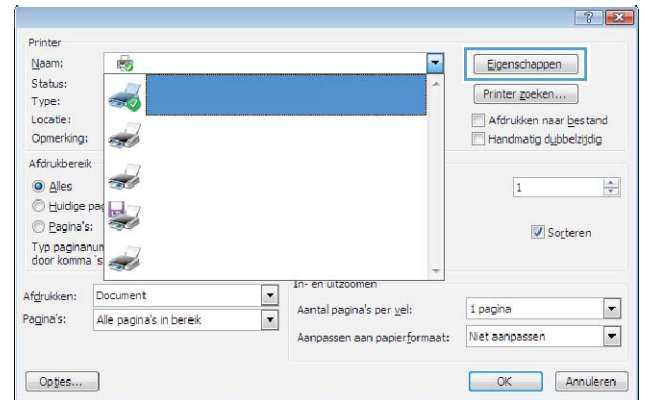 Printer
Naam:
Eigenschappen
Status:
Type:
Printer zoeken...
Locatie:
Afdrukken naar bestand
Opmerking:
Handmatig dubbelzijdig
Afdrukbereik
Alles
1
Huidige pag
Pagina's:
Sorteren
Typ paginanum
door komma's
In- en uitzoomen
Afdrukken:
Document
Aantal pagina's per vel:
1 pagina
Pagina's:
Alle pagina's in bereik
Aanpassen aan papierformaat:
Niet aanpassen
Opties...
OK
Annuleren